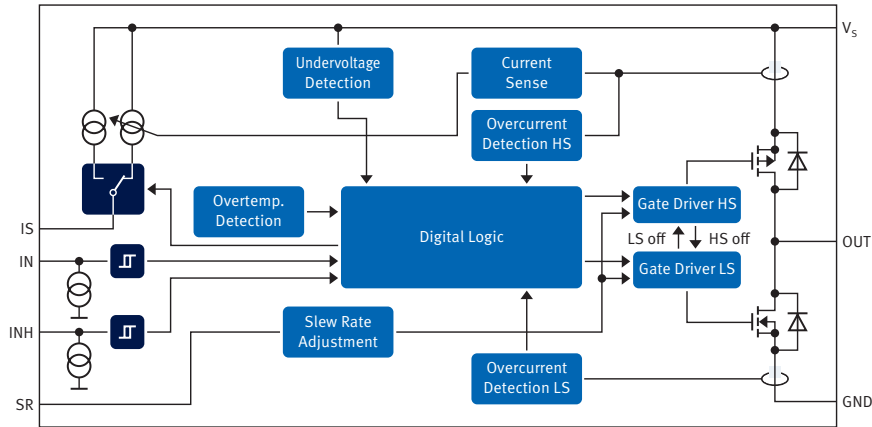 V_S
Undervoltage
Detection
Current
Sense
Overcurrent
Detection HS
Overtemp.
Detection
Digital Logic
Gate Driver HS
IS
LS off
HS off
OUT
IN
Gate Driver LS
INH
Slew Rate
Adjustment
Overcurrent
Detection LS
SR
GND